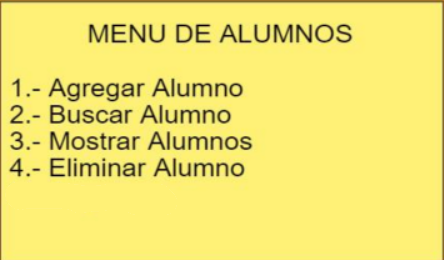 MENU DE ALUMNOS
1.- Agregar Alumno
2.- Buscar Alumno
3.- Mostrar Alumnos
4.- Eliminar Alumno